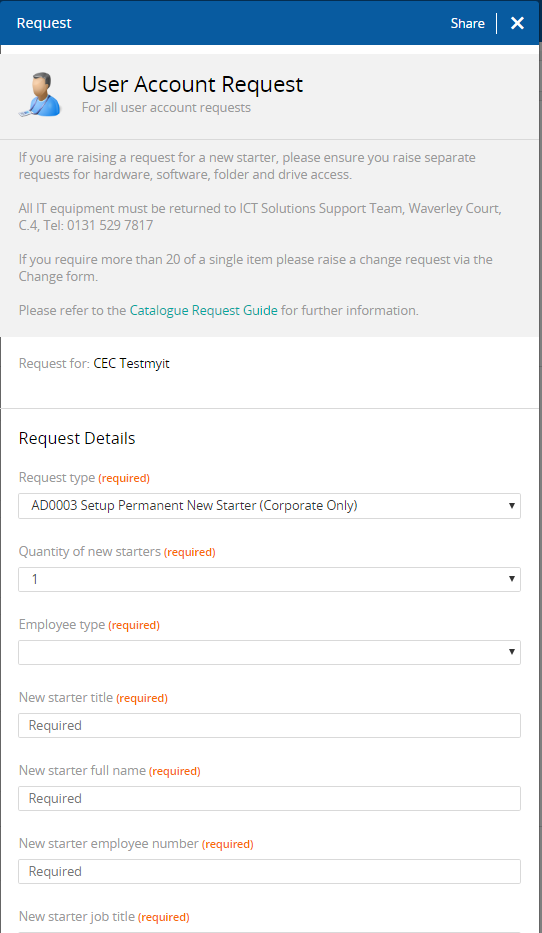 Request
Share
User Account Request
For all user account requests
If you are raising a request for a new starter, please ensure you raise separate
requests for hardware, software, folder and drive access.
All IT equipment must be returned to ICT Solutions Support Team, Waverley Court,
C.4, Tel: 0131 529 7817
If you require more than 20 of a single item please raise a change request via the
Change form.
Please refer to the Catalogue Request Guide for further information.
Request for: CEC Testmyit
Request Details
Request type (required)
AD0003 Setup Permanent New Starter (Corporate Only)
Quantity of new starters (required)
1
Employee type (required)
New starter title (required)
Required
New starter full name (required)
Required
New starter employee number (required)
Required
New starter job title (required)